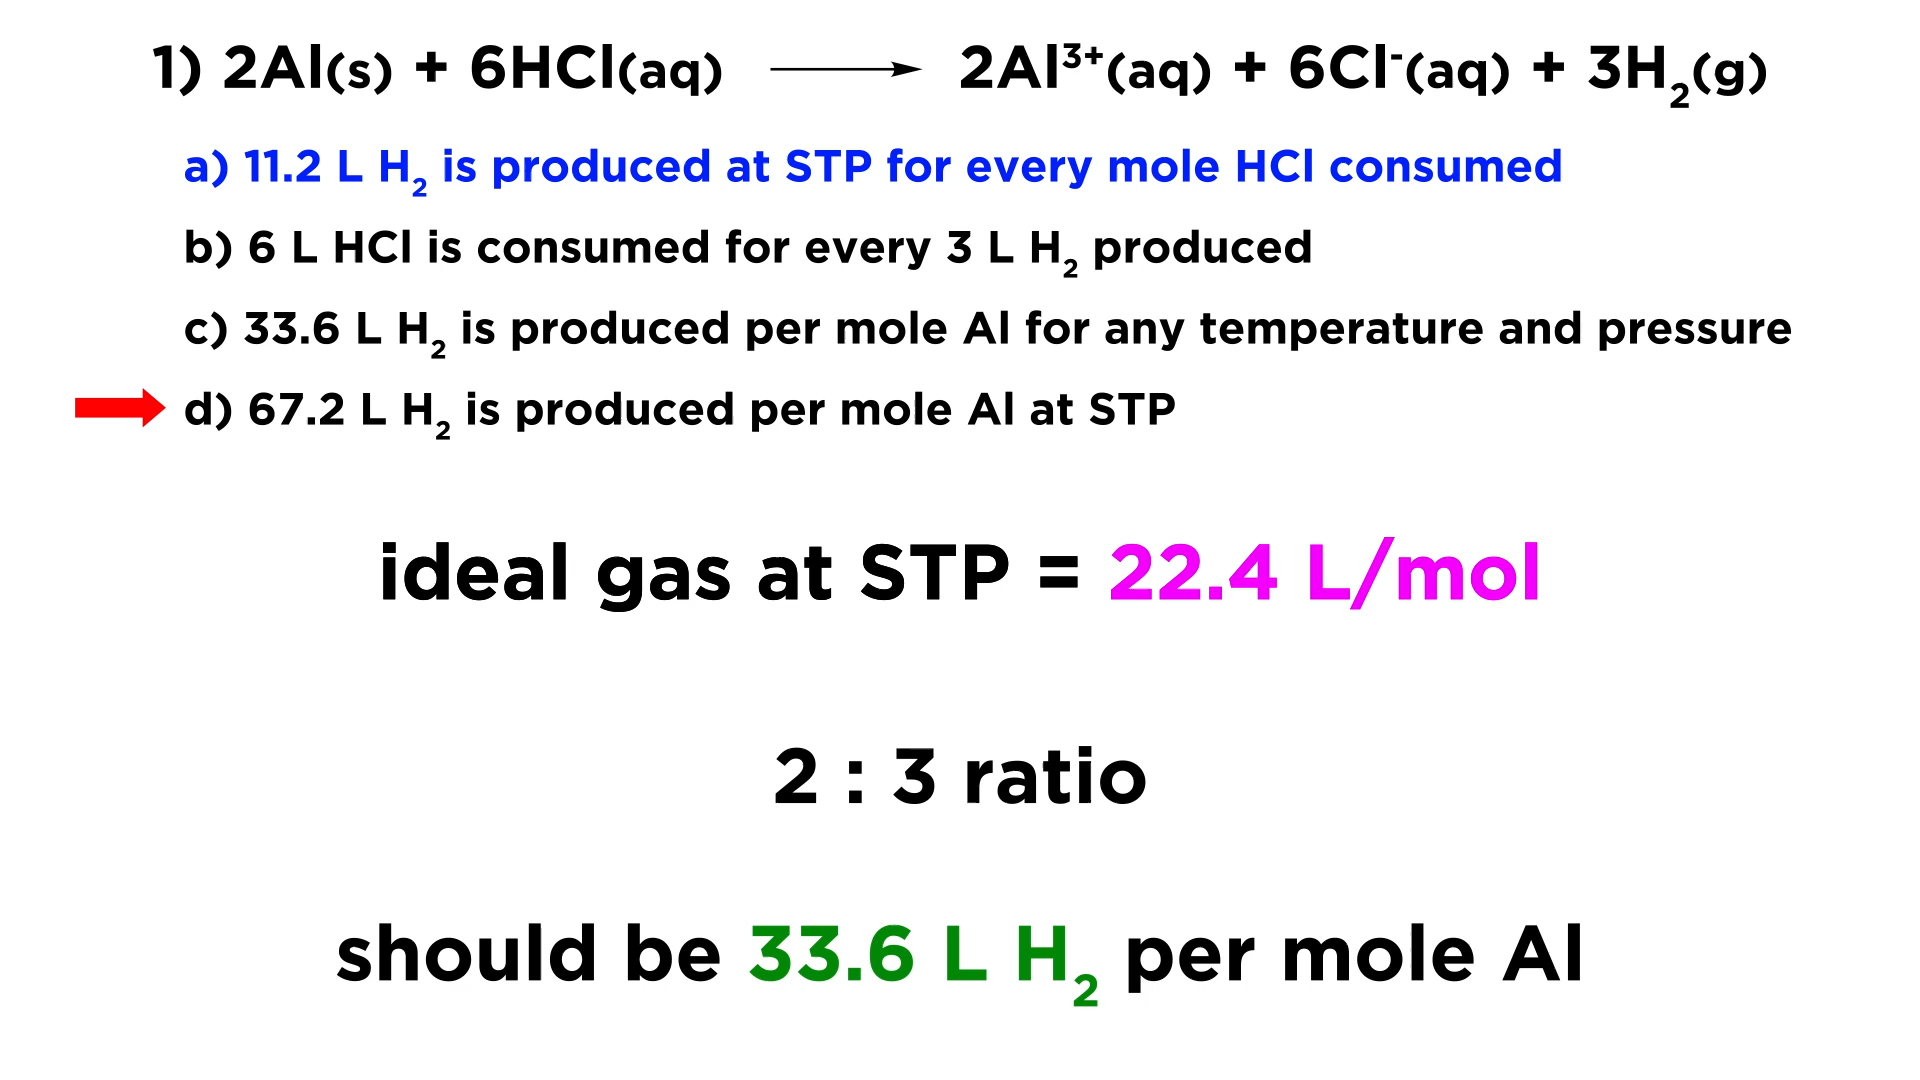 1) 2Al(s) + 6HCl(aq) ⟶ 2Al³⁺(aq) + 6Cl⁻(aq) + 3H₂(g)
a) 11.2 L H₂ is produced at STP for every mole HCl consumed
b) 6 L HCl is consumed for every 3 L H₂ produced
c) 33.6 L H₂ is produced per mole Al for any temperature and pressure
d) 67.2 L H₂ is produced per mole Al at STP
ideal gas at STP = 22.4 L/mol
2 : 3 ratio
should be 33.6 L H₂ per mole Al